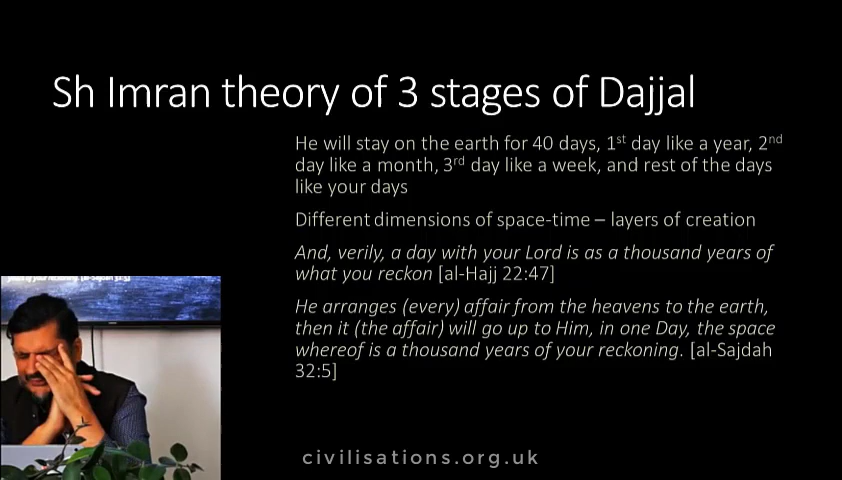 Sh Imran theory of 3 stages of Dajjal
He will stay on the earth for 40 days, 1st day like a year, 2nd
day like a month, 3rd day like a week, and rest of the days
like your days
Different dimensions of space-time – layers of creation
And, verily, a day with your Lord is as a thousand years of
what you reckon [al-Hajj 22:47]
He arranges (every) affair from the heavens to the earth,
then it (the affair) will go up to Him, in one Day, the space
whereof is a thousand years of your reckoning. [al-Sajdah
32:5]
civilisations.org.uk